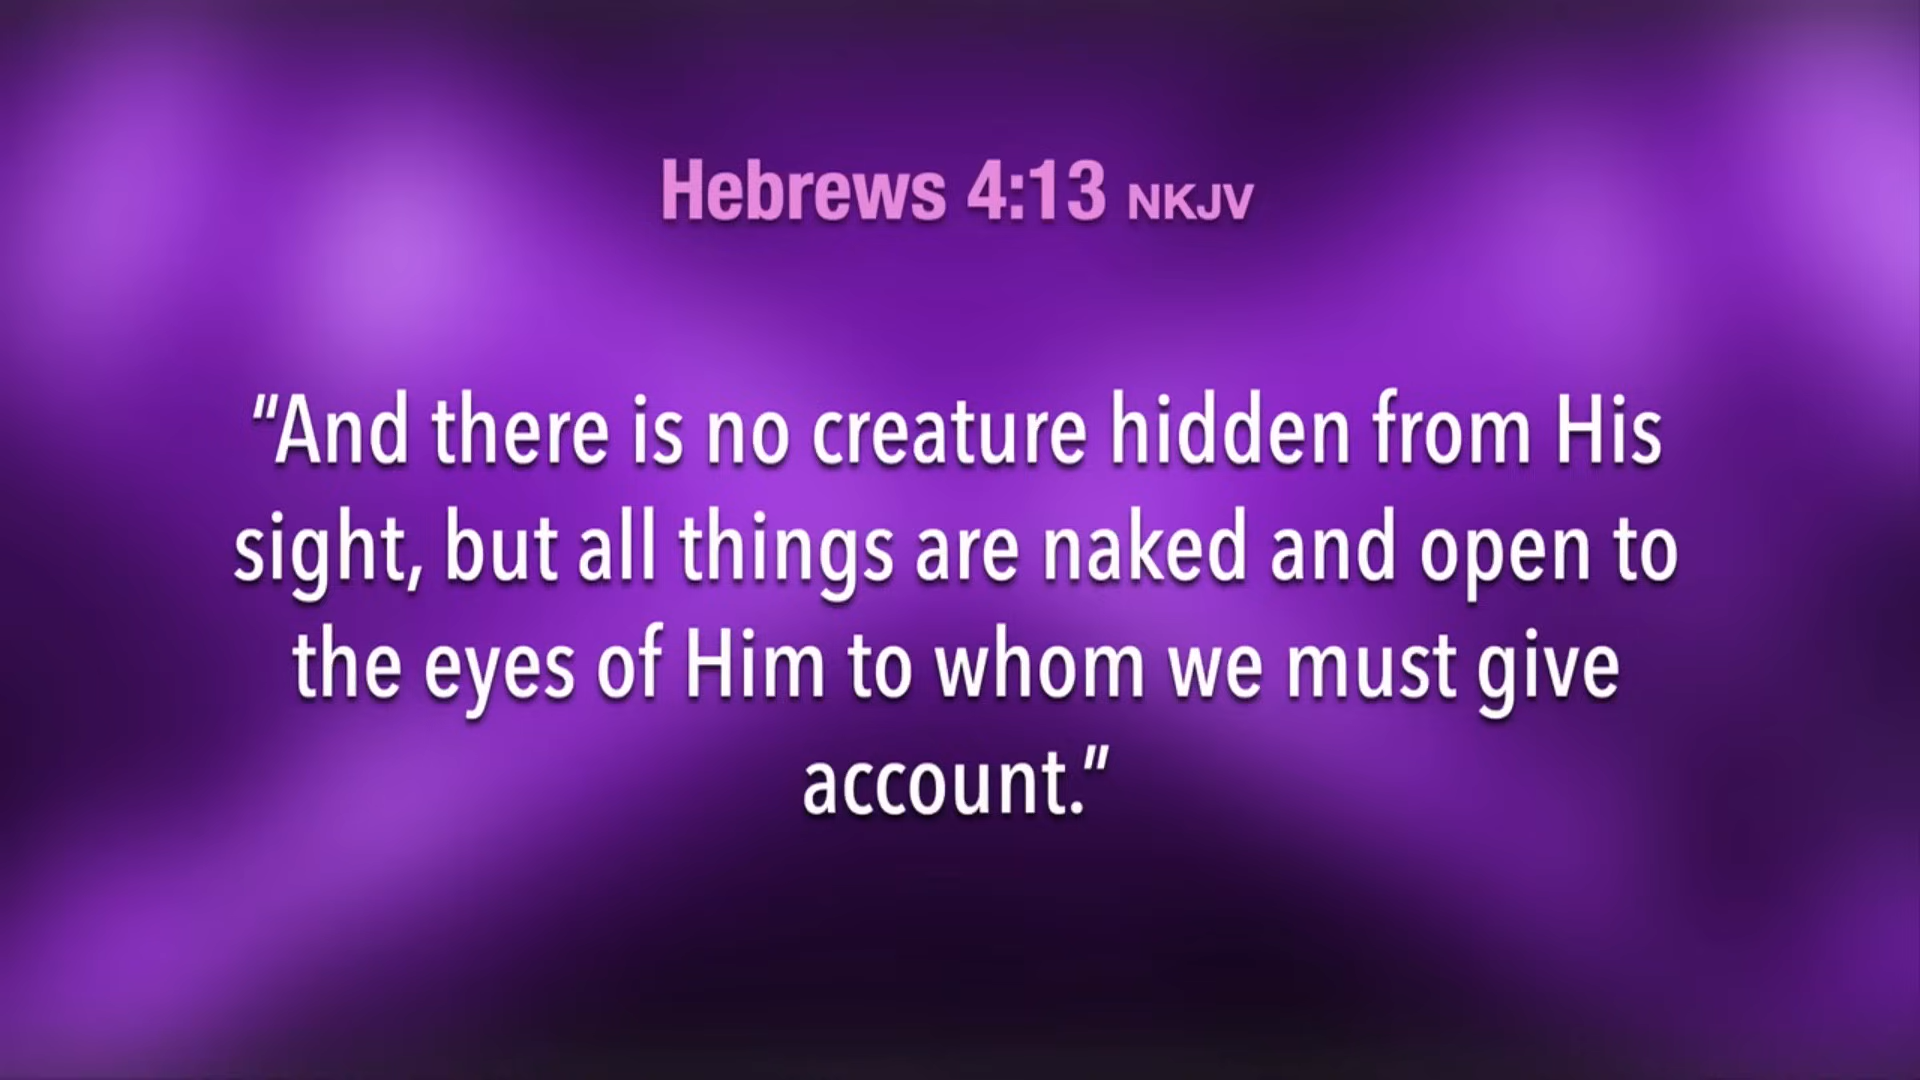 Hebrews 4:13 NKJV
“And there is no creature hidden from His
sight, but all things are naked and open to
the eyes of Him to whom we must give
account.”